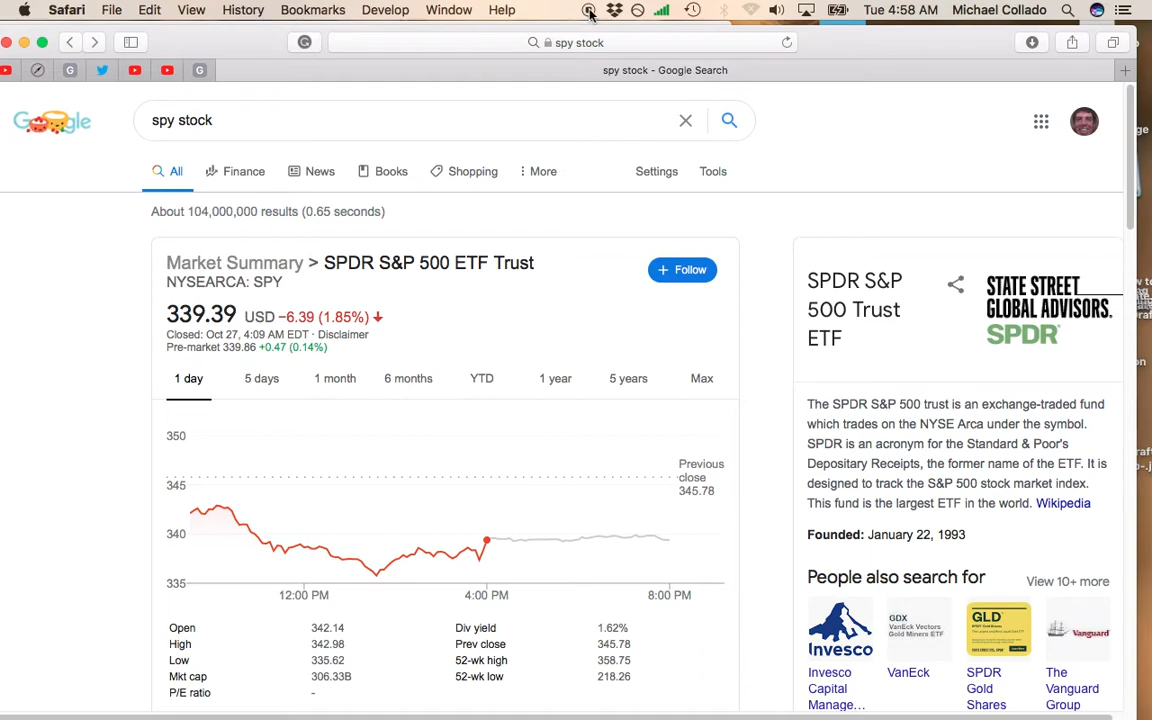 Safari File Edit View History Bookmarks Develop Window Help Tue 4:58 AM Michael Collado
spy stock
spy stock - Google Search
Google
spy stock
All Finance News Books Shopping More Settings Tools
About 104,000,000 results (0.65 seconds)
Market Summary > SPDR S&P 500 ETF Trust
NYSEARCA: SPY
+ Follow
339.39 USD −6.39 (1.85%)
Closed: Oct 27, 4:09 AM EDT · Disclaimer
Pre-market 339.86 +0.47 (0.14%)
1 day 5 days 1 month 6 months YTD 1 year 5 years Max
350
345
340
335
Previous
close
345.78
12:00 PM 4:00 PM 8:00 PM
Open 342.14 Div yield 1.62%
High 342.98 Prev close 345.78
Low 335.62 52-wk high 358.75
Mkt cap 306.33B 52-wk low 218.26
P/E ratio -
SPDR S&P
500 Trust
ETF
STATE STREET
GLOBAL ADVISORS.
SPDR
The SPDR S&P 500 trust is an exchange-traded fund
which trades on the NYSE Arca under the symbol.
SPDR is an acronym for the Standard & Poor's
Depositary Receipts, the former name of the ETF. It is
designed to track the S&P 500 stock market index.
This fund is the largest ETF in the world. Wikipedia
Founded: January 22, 1993
People also search for View 10+ more
Invesco
GDX
VanEck Vectors
Gold Miners ETF
GLD
Vanguard
Invesco
Capital
Manage...
VanEck
SPDR
Gold
Shares
The
Vanguard
Group